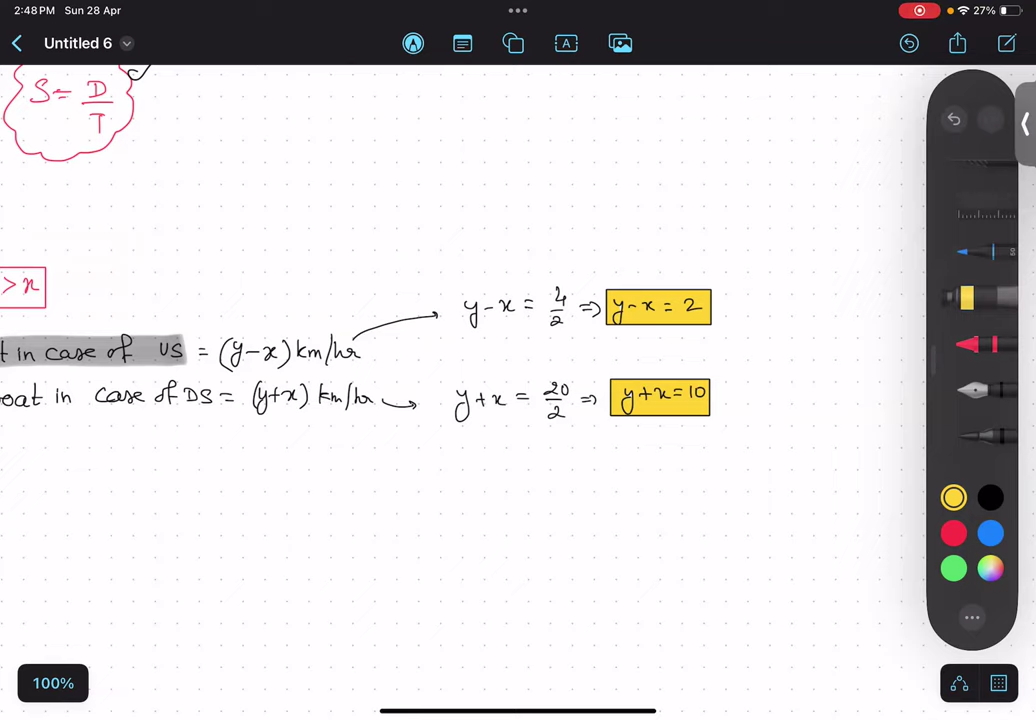 2:48 PM Sun 28 Apr
27%
Untitled 6
A
S = D/T
50
> x
y - x = 4/2 ⇒ y - x = 2
t in case of US = (y-x) km/hr
oat in case of DS = (y+x) km/hr
y + x = 20/2 ⇒ y + x = 10
100%